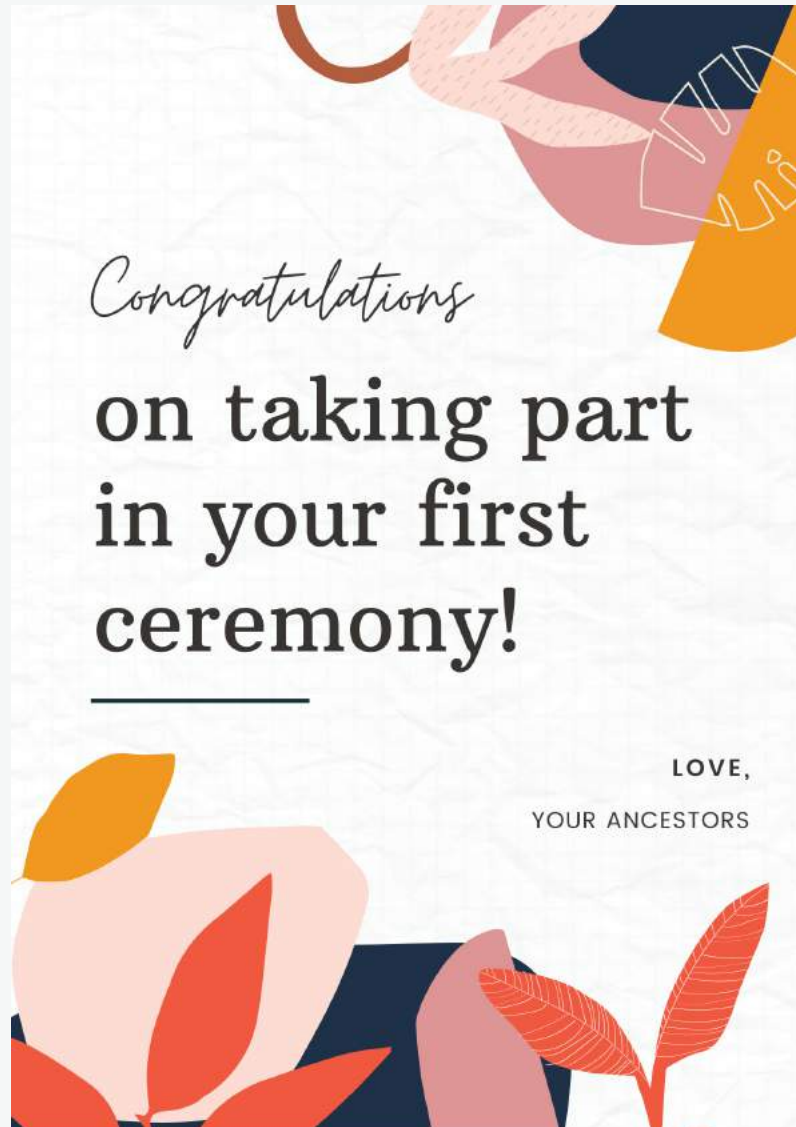 Congratulations
on taking part
in your first
ceremony!
LOVE,
YOUR ANCESTORS